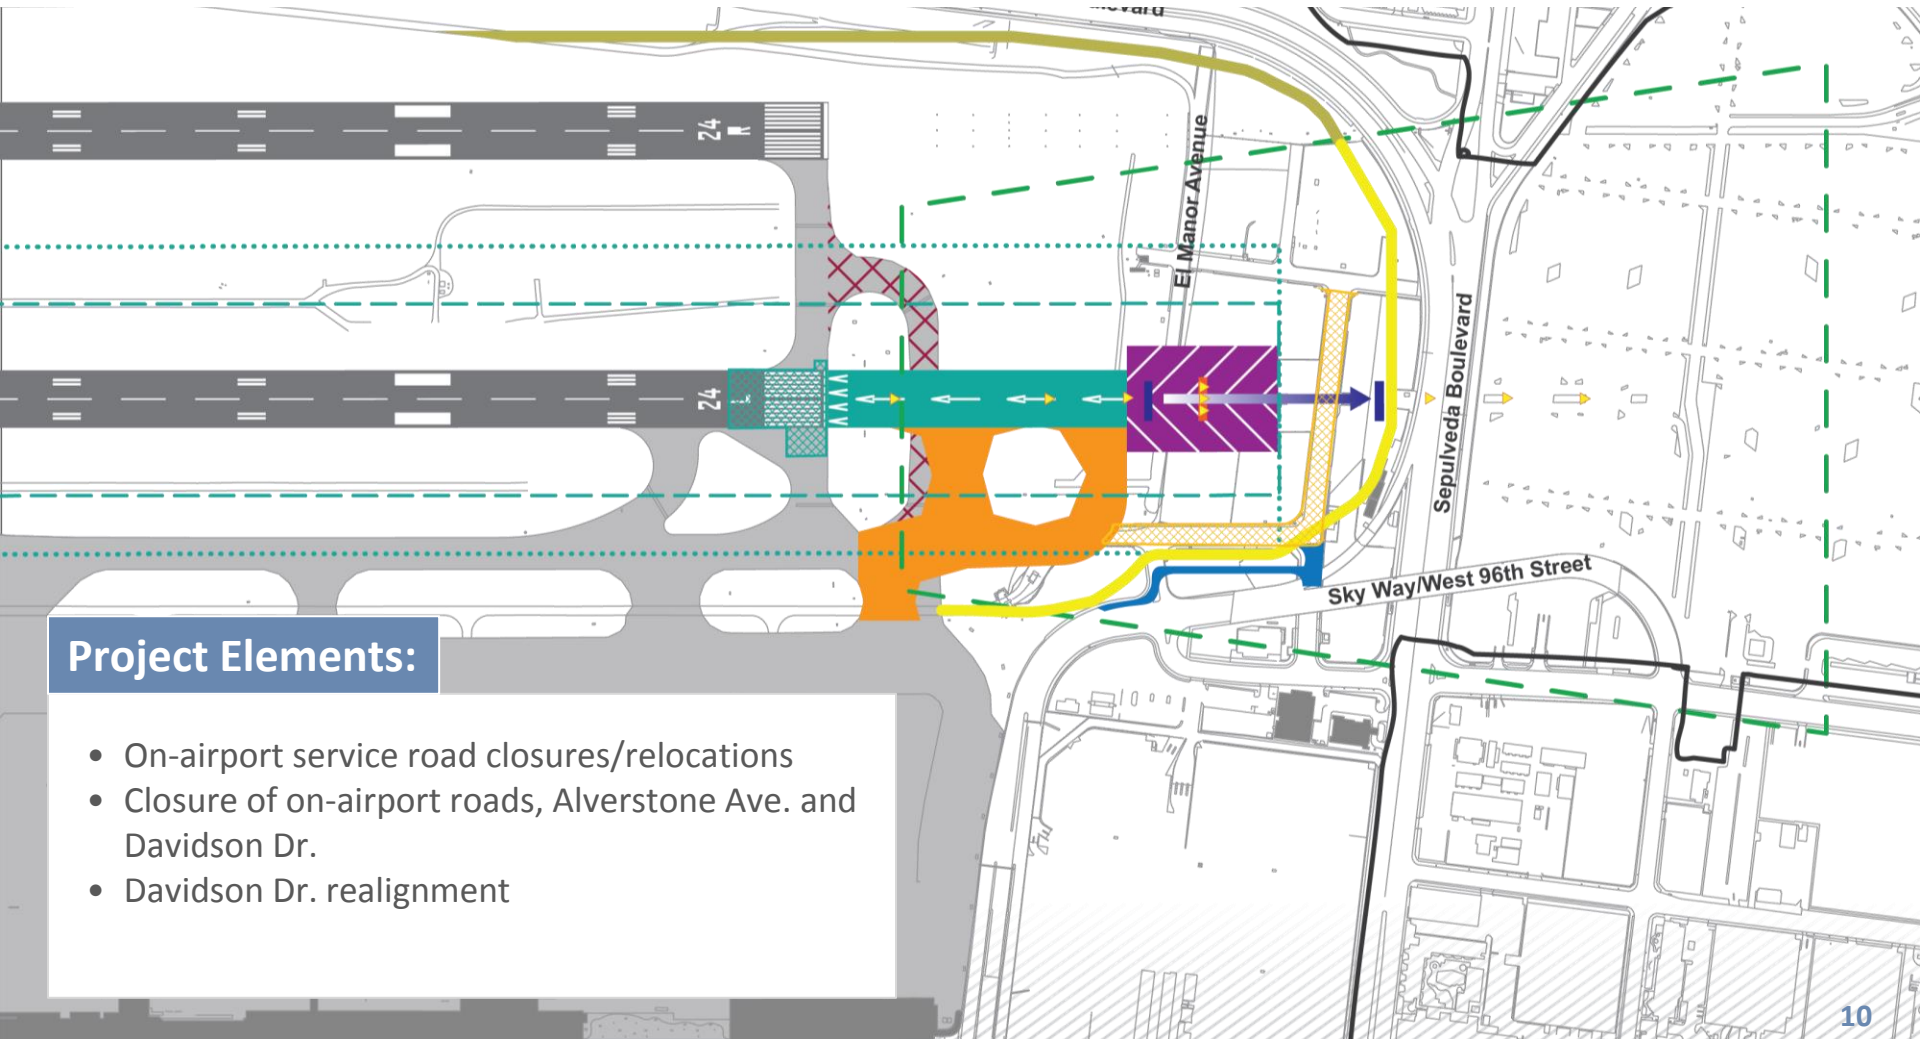 24
El Manor Avenue
24
Sepulveda Boulevard
Sky Way/West 96th Street
Project Elements:
• On-airport service road closures/relocations
• Closure of on-airport roads, Alverstone Ave. and
Davidson Dr.
• Davidson Dr. realignment
10